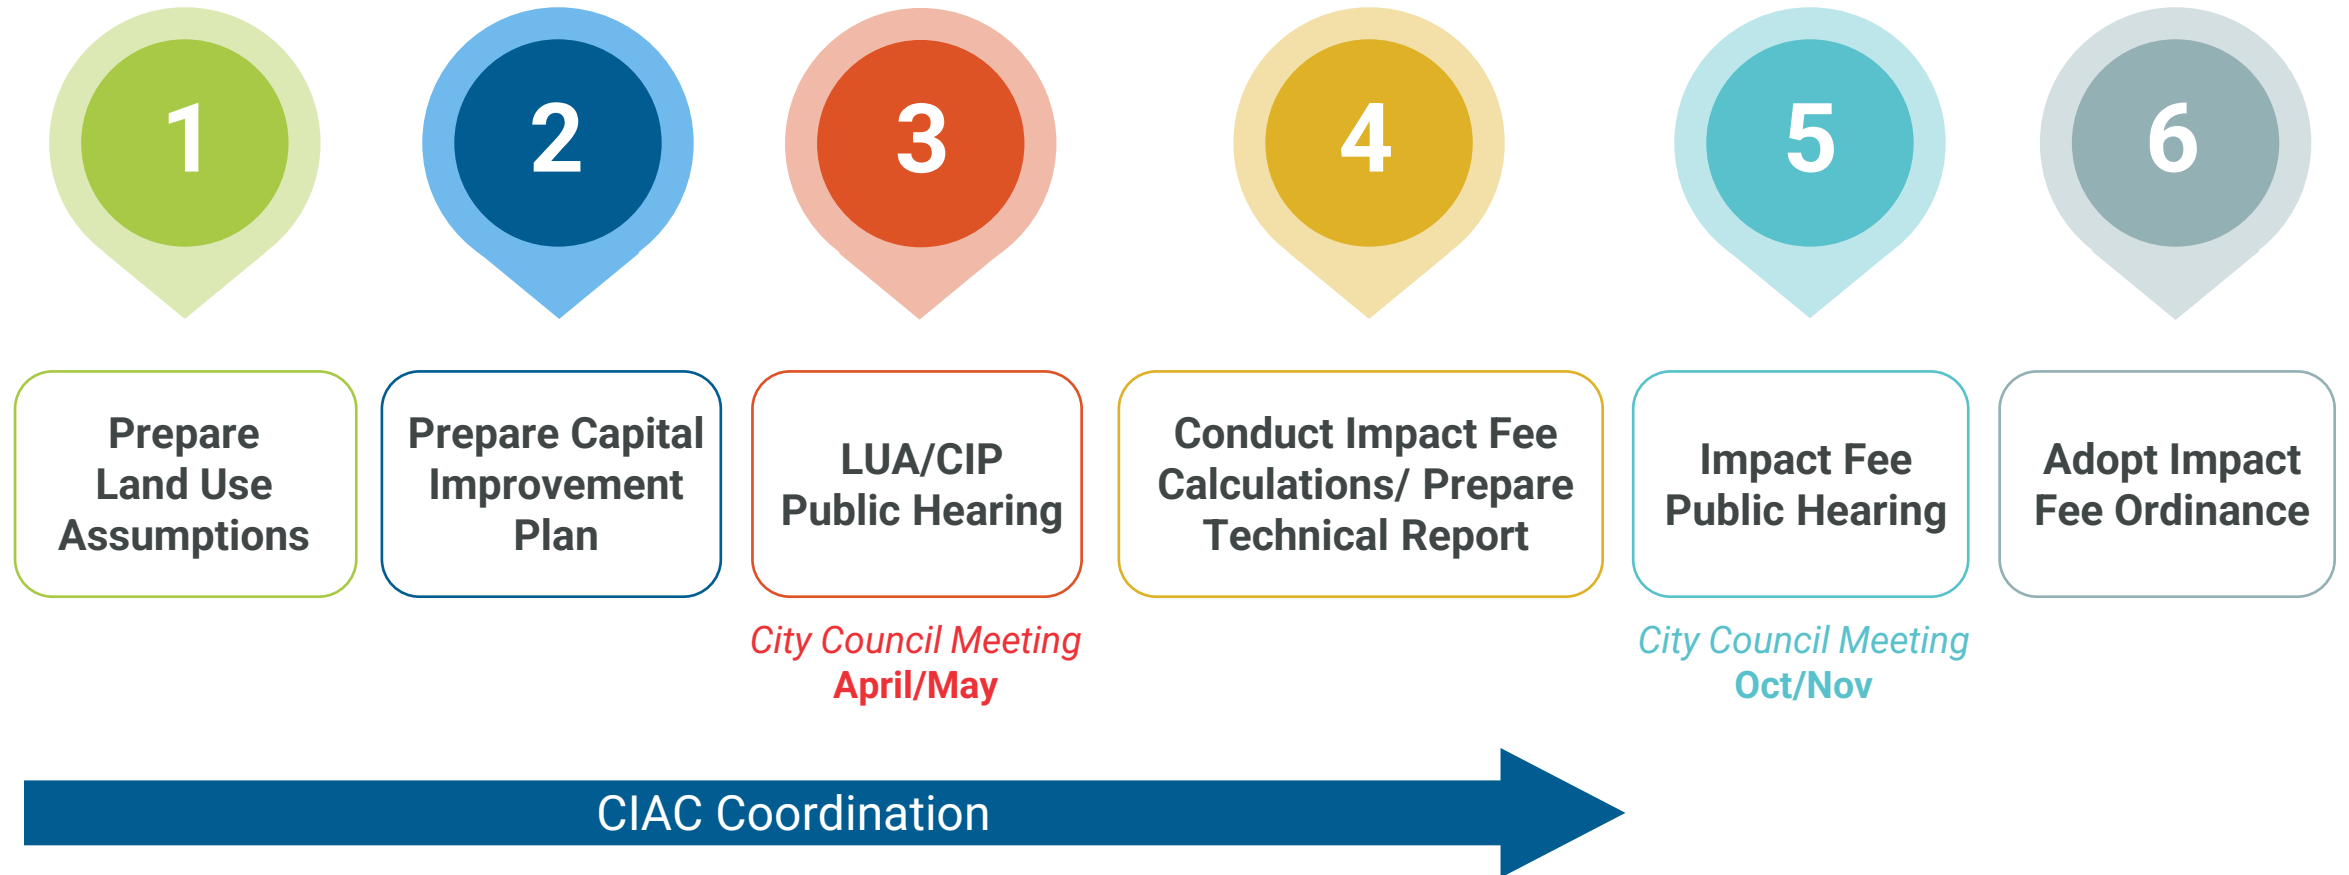 1
2
3
4
5
6
Prepare
Land Use
Assumptions
Prepare Capital
Improvement
Plan
LUA/CIP
Public Hearing
Conduct Impact Fee
Calculations/ Prepare
Technical Report
Impact Fee
Public Hearing
Adopt Impact
Fee Ordinance
City Council Meeting
April/May
City Council Meeting
Oct/Nov
CIAC Coordination